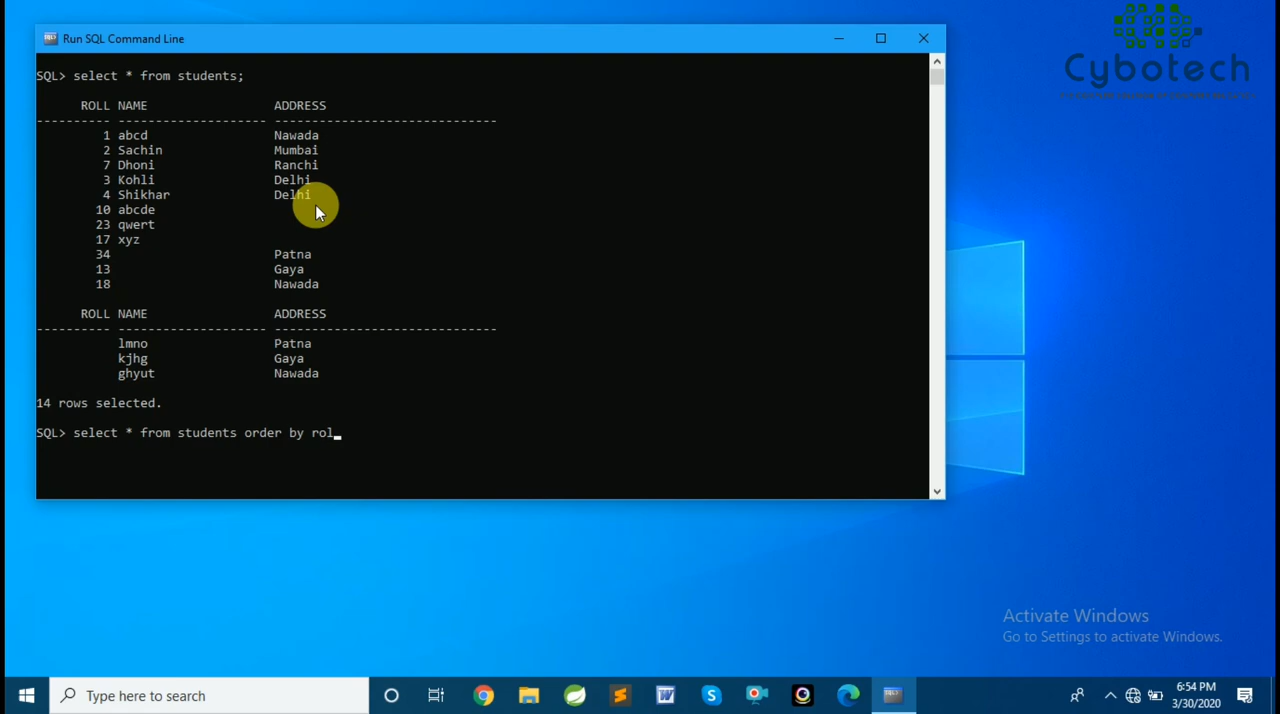 Run SQL Command Line
Cybotech
SQL> select * from students;
ROLL NAME ADDRESS
---------- -------------------- ------------------------------
1 abcd Nawada
2 Sachin Mumbai
7 Dhoni Ranchi
3 Kohli Delhi
4 Shikhar Delhi
10 abcde
23 qwert
17 xyz
34 Patna
13 Gaya
18 Nawada
ROLL NAME ADDRESS
---------- -------------------- ------------------------------
lmno Patna
kjhg Gaya
ghyut Nawada
14 rows selected.
SQL> select * from students order by rol_
Activate Windows
Go to Settings to activate Windows.
Type here to search
6:54 PM
3/30/2020